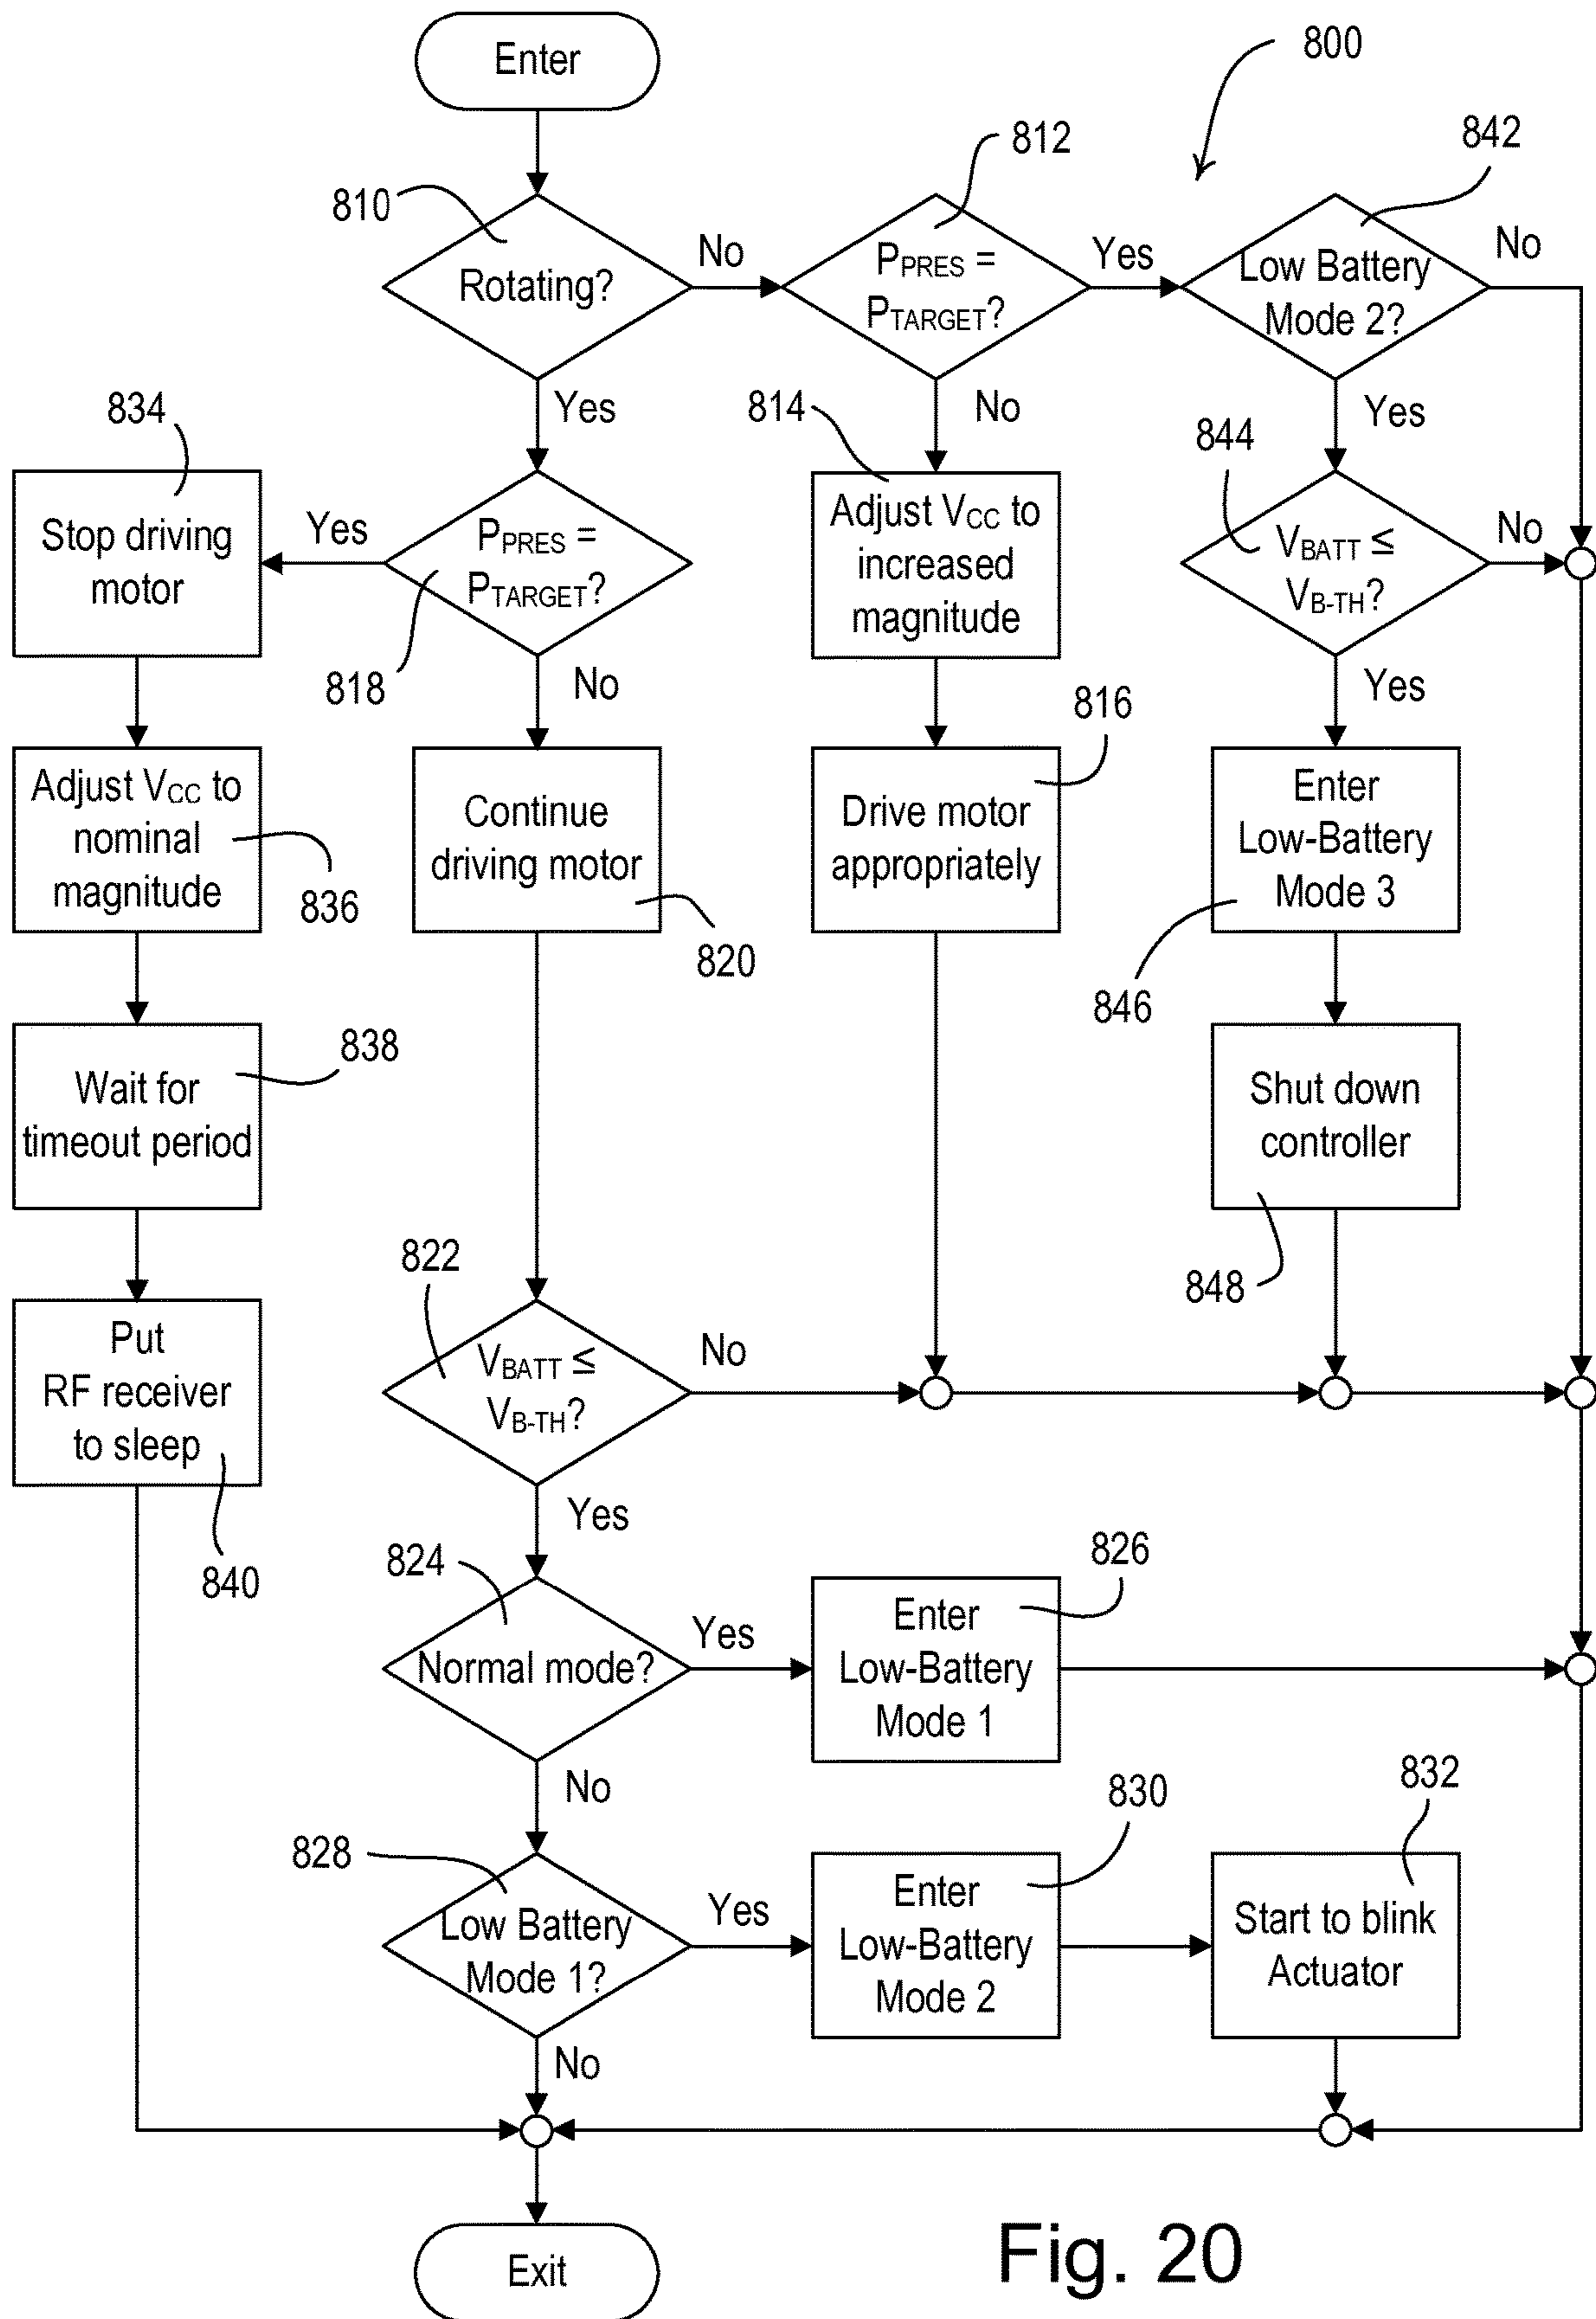 Enter
800
812
842
810
Rotating?
No
PPRES =
PTARGET?
Yes
Low Battery
Mode 2?
No
834
Yes
814
No
844
Yes
Stop driving
motor
Yes
PPRES =
PTARGET?
818
No
Adjust VCC to
increased
magnitude
VBATT ≤
VB-TH?
No
Yes
816
Adjust VCC to
nominal
magnitude
836
Continue
driving motor
820
Drive motor
appropriately
Enter
Low-Battery
Mode 3
846
838
Wait for
timeout period
Shut down
controller
848
822
Put
RF receiver
to sleep
840
VBATT ≤
VB-TH?
No
Yes
824
826
Normal mode?
Yes
Enter
Low-Battery
Mode 1
No
828
830
832
Low Battery
Mode 1?
Yes
Enter
Low-Battery
Mode 2
Start to blink
Actuator
No
Exit
Fig. 20